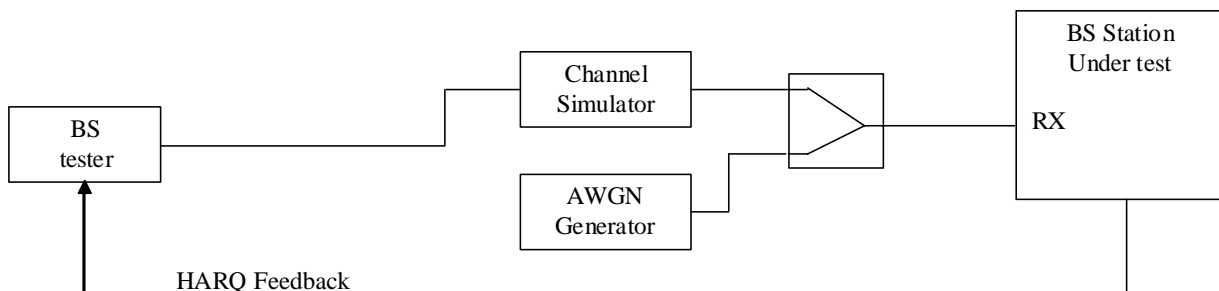 BS Station
Under test
Channel
Simulator
BS
tester
RX
AWGN
Generator
HARQ Feedback